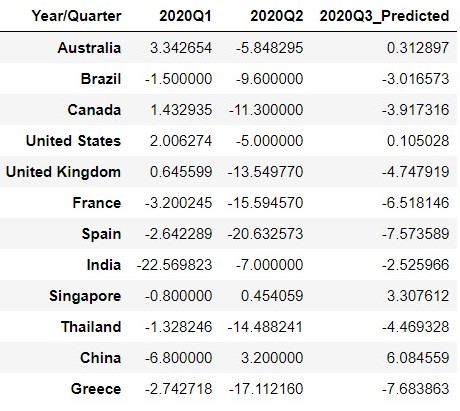 Year/Quarter 2020Q1 2020Q2 2020Q3_Predicted
Australia 3.342654 -5.848295 0.312897
Brazil -1.500000 -9.600000 -3.016573
Canada 1.432935 -11.300000 -3.917316
United States 2.006274 -5.000000 0.105028
United Kingdom 0.645599 -13.549770 -4.747919
France -3.200245 -15.594570 -6.518146
Spain -2.642289 -20.632573 -7.573589
India -22.569823 -7.000000 -2.525966
Singapore -0.800000 0.454059 3.307612
Thailand -1.328246 -14.488241 -4.469328
China -6.800000 3.200000 6.084559
Greece -2.742718 -17.112160 -7.683863